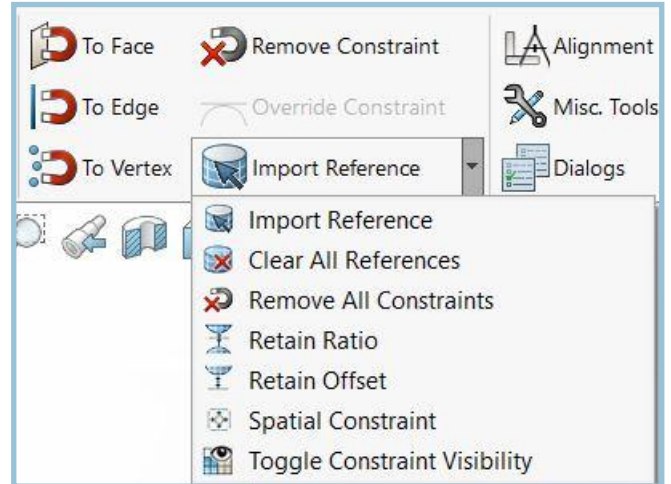 To Face
Remove Constraint
Alignment
To Edge
Override Constraint
Misc. Tools
To Vertex
Import Reference
Dialogs
Import Reference
Clear All References
Remove All Constraints
Retain Ratio
Retain Offset
Spatial Constraint
Toggle Constraint Visibility